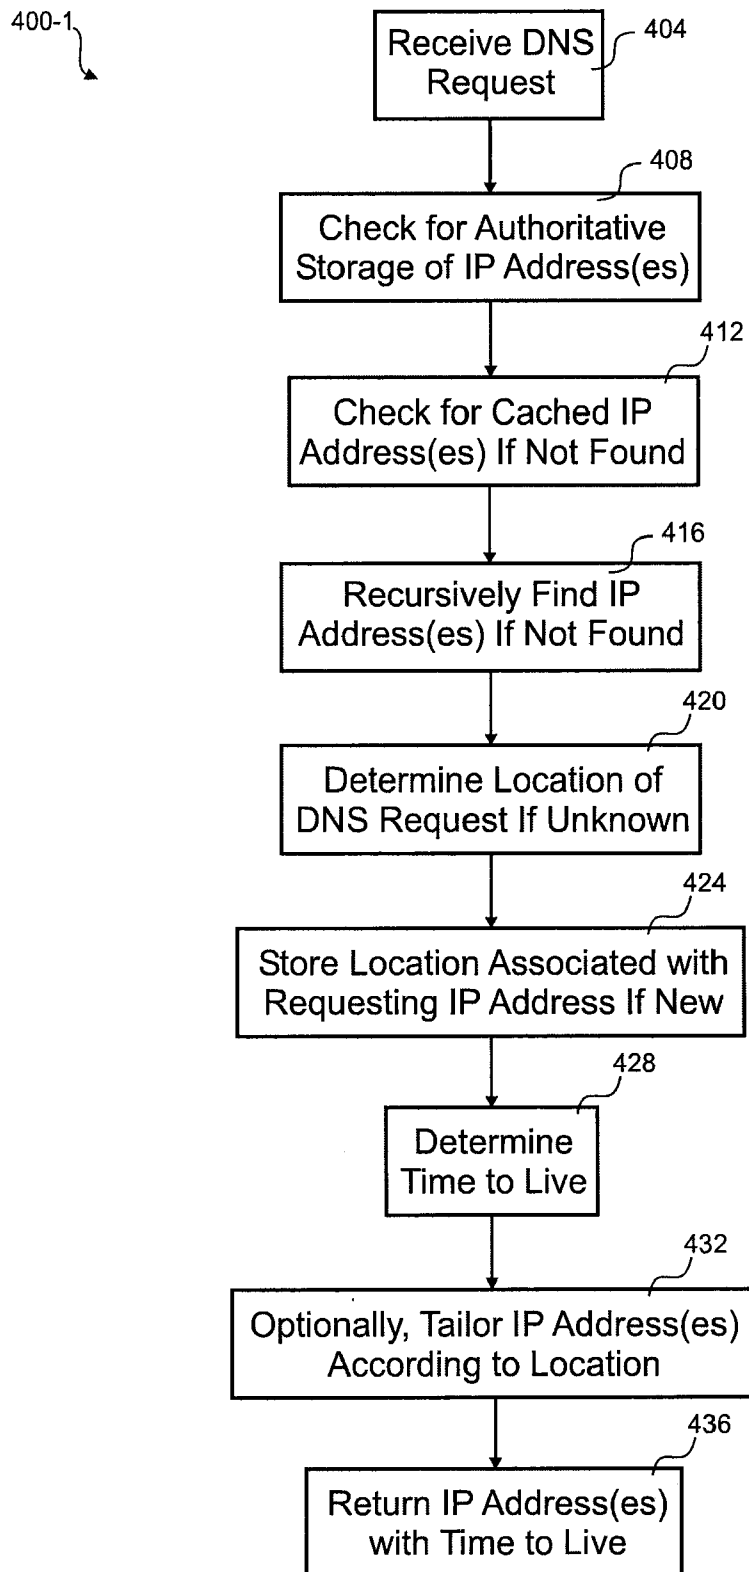 400-1
Receive DNS
Request
404
408
Check for Authoritative
Storage of IP Address(es)
412
Check for Cached IP
Address(es) If Not Found
416
Recursively Find IP
Address(es) If Not Found
420
Determine Location of
DNS Request If Unknown
424
Store Location Associated with
Requesting IP Address If New
428
Determine
Time to Live
432
Optionally, Tailor IP Address(es)
According to Location
436
Return IP Address(es)
with Time to Live